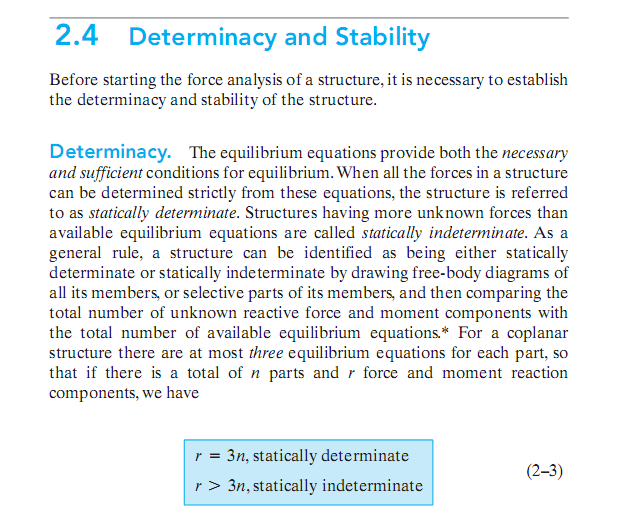 2.4 Determinacy and Stability
Before starting the force analysis of a structure, it is necessary to establish
the determinacy and stability of the structure.
Determinacy. The equilibrium equations provide both the necessary
and sufficient conditions for equilibrium. When all the forces in a structure
can be determined strictly from these equations, the structure is referred
to as statically determinate. Structures having more unknown forces than
available equilibrium equations are called statically indeterminate. As a
general rule, a structure can be identified as being either statically
determinate or statically indeterminate by drawing free-body diagrams of
all its members, or selective parts of its members, and then comparing the
total number of unknown reactive force and moment components with
the total number of available equilibrium equations.* For a coplanar
structure there are at most three equilibrium equations for each part, so
that if there is a total of n parts and r force and moment reaction
components, we have
r = 3n, statically determinate
r > 3n, statically indeterminate
(2–3)